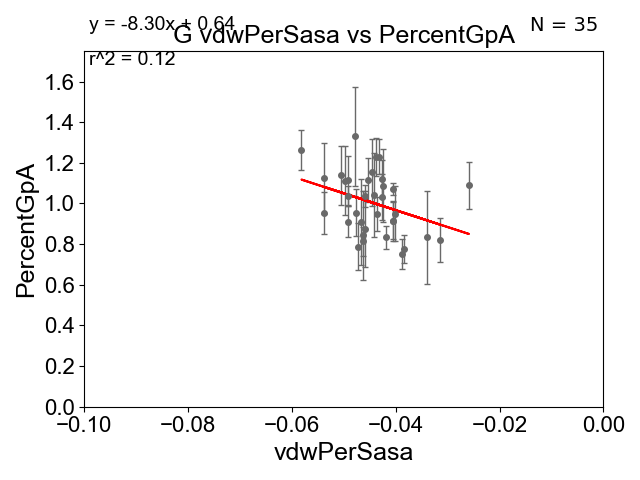 y = -8.30x + 0.64
N = 35
G vdwPerSasa vs PercentGpA
r^2 = 0.12
PercentGpA
1.6
1.4
1.2
1.0
0.8
0.6
0.4
0.2
0.0
−0.10 −0.08 −0.06 −0.04 −0.02 0.00
vdwPerSasa